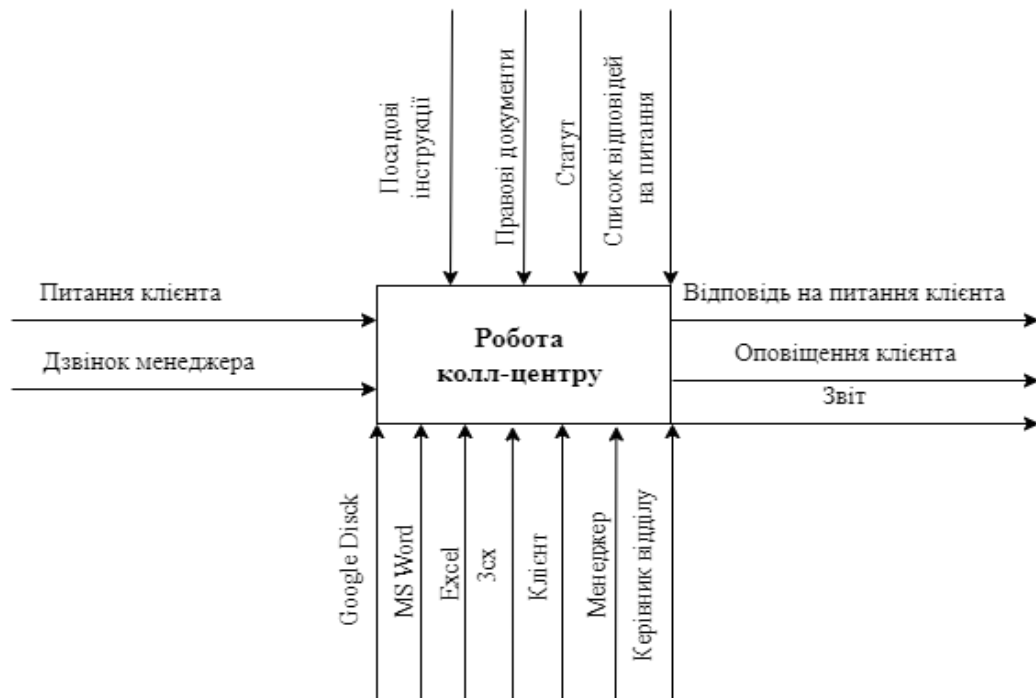 Посадові
інструкції
Правові документи
Статут
Список відповідей
на питання
Питання клієнта
Дзвінок менеджера
Робота
колл-центру
Відповідь на питання клієнта
Оповіщення клієнта
Звіт
Google Disck
MS Word
Excel
3cx
Клієнт
Менеджер
Керівник відділу